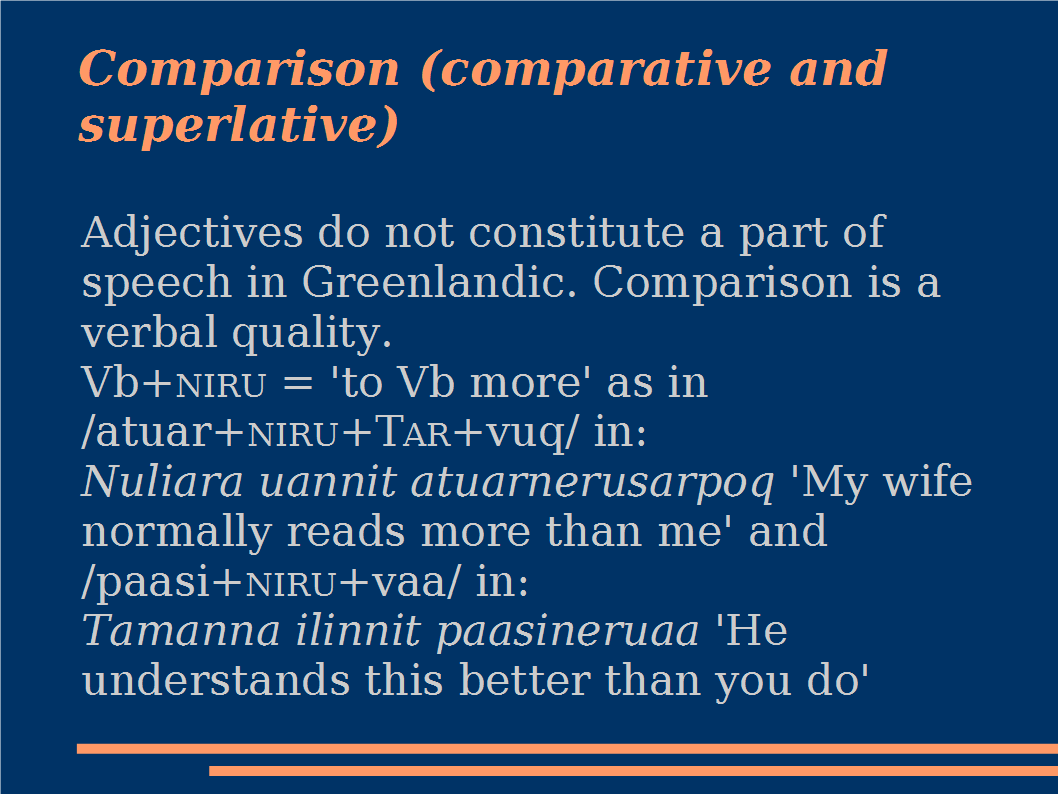 Comparison (comparative and
superlative)
Adjectives do not constitute a part of
speech in Greenlandic. Comparison is a
verbal quality.
Vb+NIRU = 'to Vb more' as in
/atuar+NIRU+TAR+vuq/ in:
Nuliara uannit atuarnerusarpoq 'My wife
normally reads more than me' and
/paasi+NIRU+vaa/ in:
Tamanna ilinnit paasineruaa 'He
understands this better than you do'